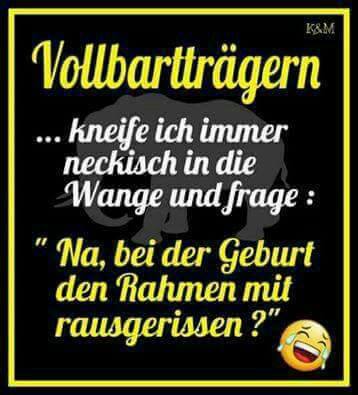 K&M
Vollbartträgern
... kneife ich immer
neckisch in die
Wange und frage :
" Na, bei der Geburt
den Rahmen mit
rausgerissen ?"